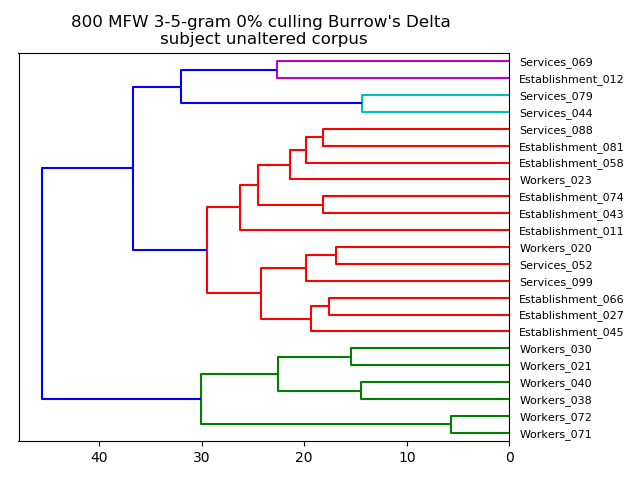 800 MFW 3-5-gram 0% culling Burrow's Delta
subject unaltered corpus
Services_069
Establishment_012
Services_079
Services_044
Services_088
Establishment_081
Establishment_058
Workers_023
Establishment_074
Establishment_043
Establishment_011
Workers_020
Services_052
Services_099
Establishment_066
Establishment_027
Establishment_045
Workers_030
Workers_021
Workers_040
Workers_038
Workers_072
Workers_071
40 30 20 10 0